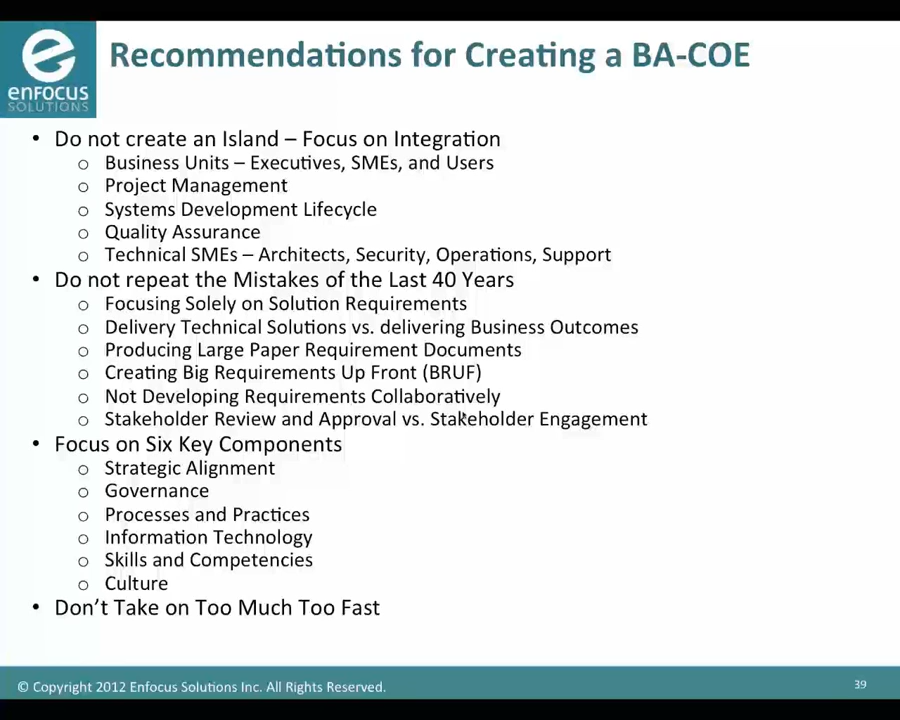 enfocus
SOLUTIONS
Recommendations for Creating a BA-COE
• Do not create an Island – Focus on Integration
o Business Units – Executives, SMEs, and Users
o Project Management
o Systems Development Lifecycle
o Quality Assurance
o Technical SMEs – Architects, Security, Operations, Support
• Do not repeat the Mistakes of the Last 40 Years
o Focusing Solely on Solution Requirements
o Delivery Technical Solutions vs. delivering Business Outcomes
o Producing Large Paper Requirement Documents
o Creating Big Requirements Up Front (BRUF)
o Not Developing Requirements Collaboratively
o Stakeholder Review and Approval vs. Stakeholder Engagement
• Focus on Six Key Components
o Strategic Alignment
o Governance
o Processes and Practices
o Information Technology
o Skills and Competencies
o Culture
• Don’t Take on Too Much Too Fast
© Copyright 2012 Enfocus Solutions Inc. All Rights Reserved.
39